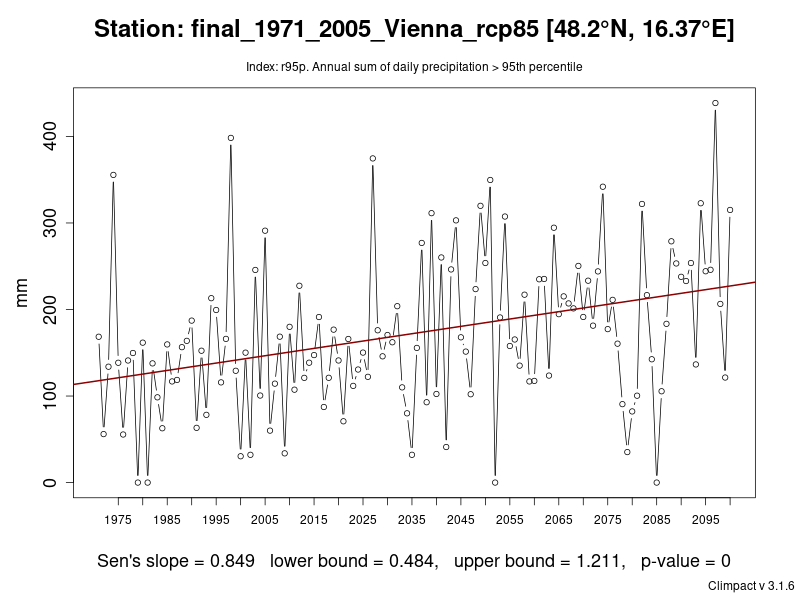 Station: final_1971_2005_Vienna_rcp85 [48.2°N, 16.37°E]
Index: r95p. Annual sum of daily precipitation > 95th percentile
mm
400
300
200
100
0
1975 1985 1995 2005 2015 2025 2035 2045 2055 2065 2075 2085 2095
Sen's slope = 0.849 lower bound = 0.484, upper bound = 1.211, p-value = 0
Climpact v 3.1.6